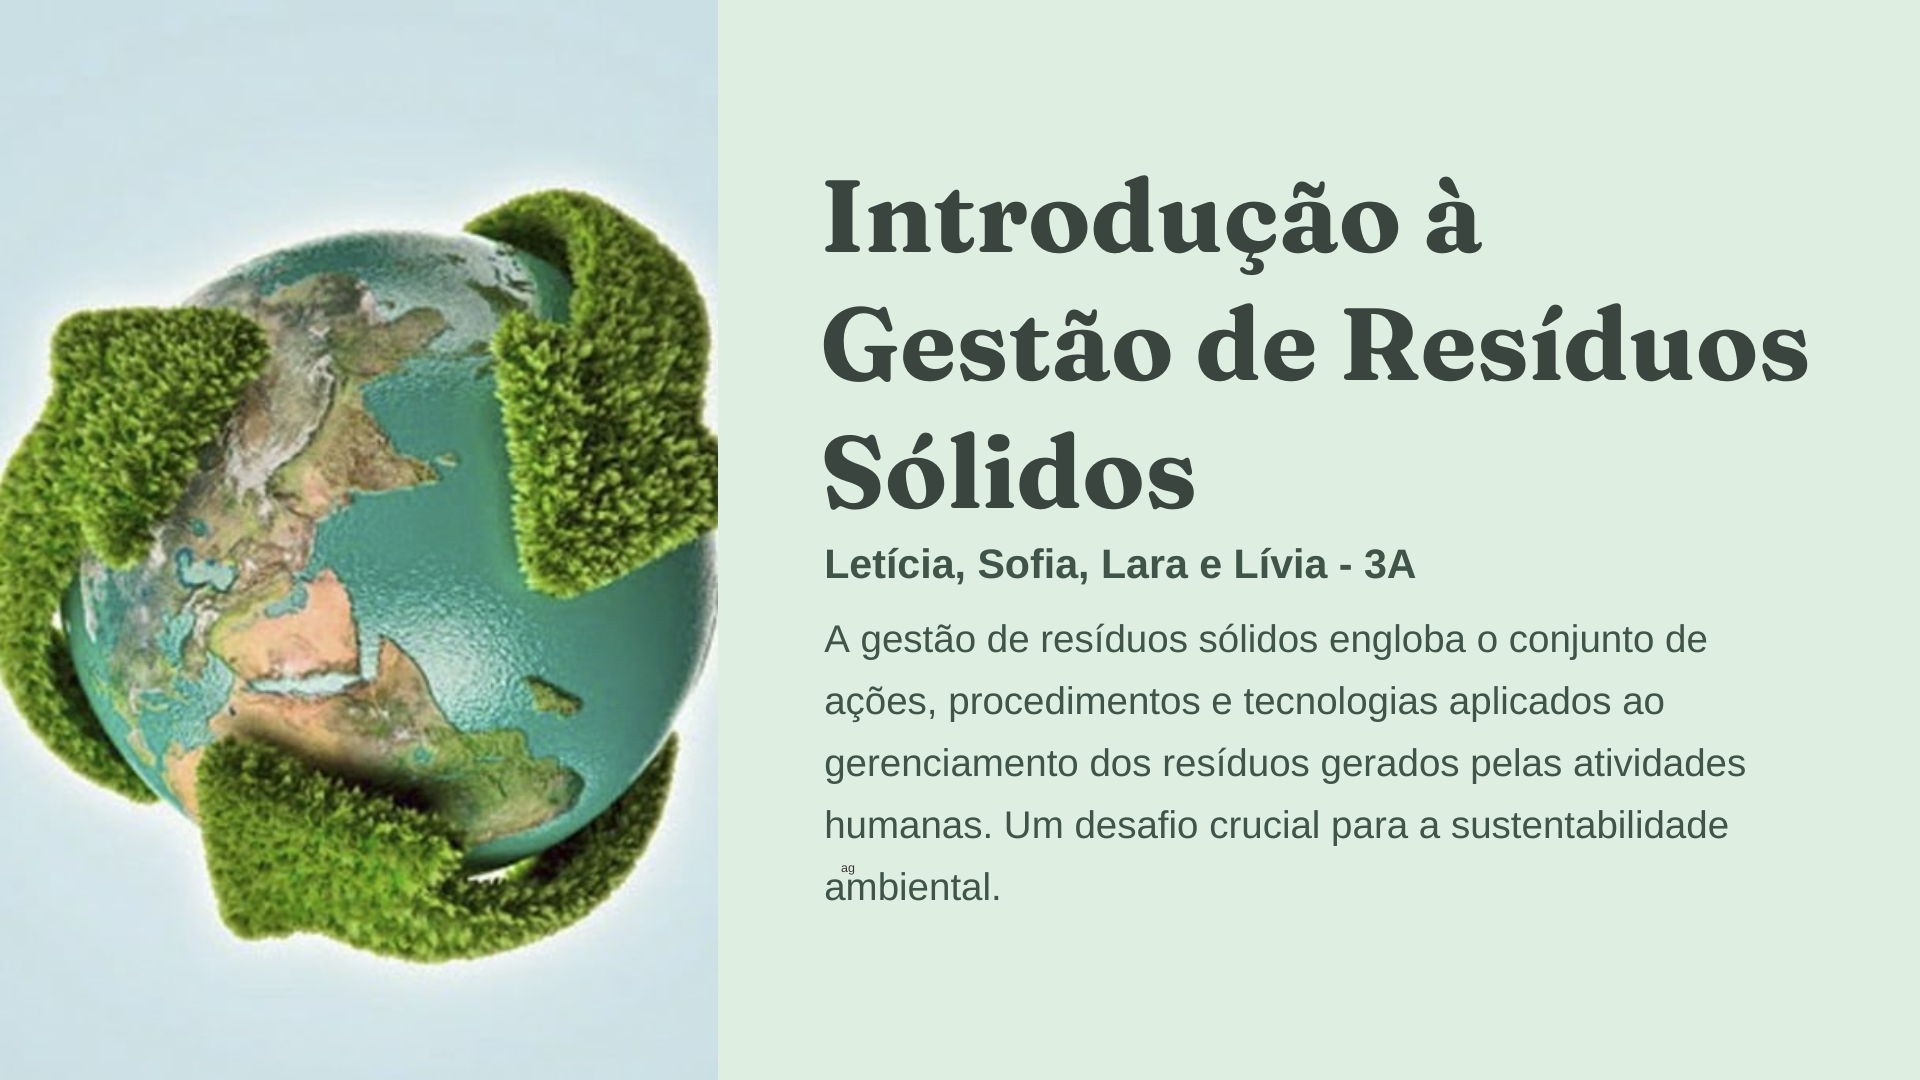 Introdução à
Gestão de Resíduos
Sólidos
Letícia, Sofia, Lara e Lívia - 3A
A gestão de resíduos sólidos engloba o conjunto de
ações, procedimentos e tecnologias aplicados ao
gerenciamento dos resíduos gerados pelas atividades
humanas. Um desafio crucial para a sustentabilidade
ag
ambiental.